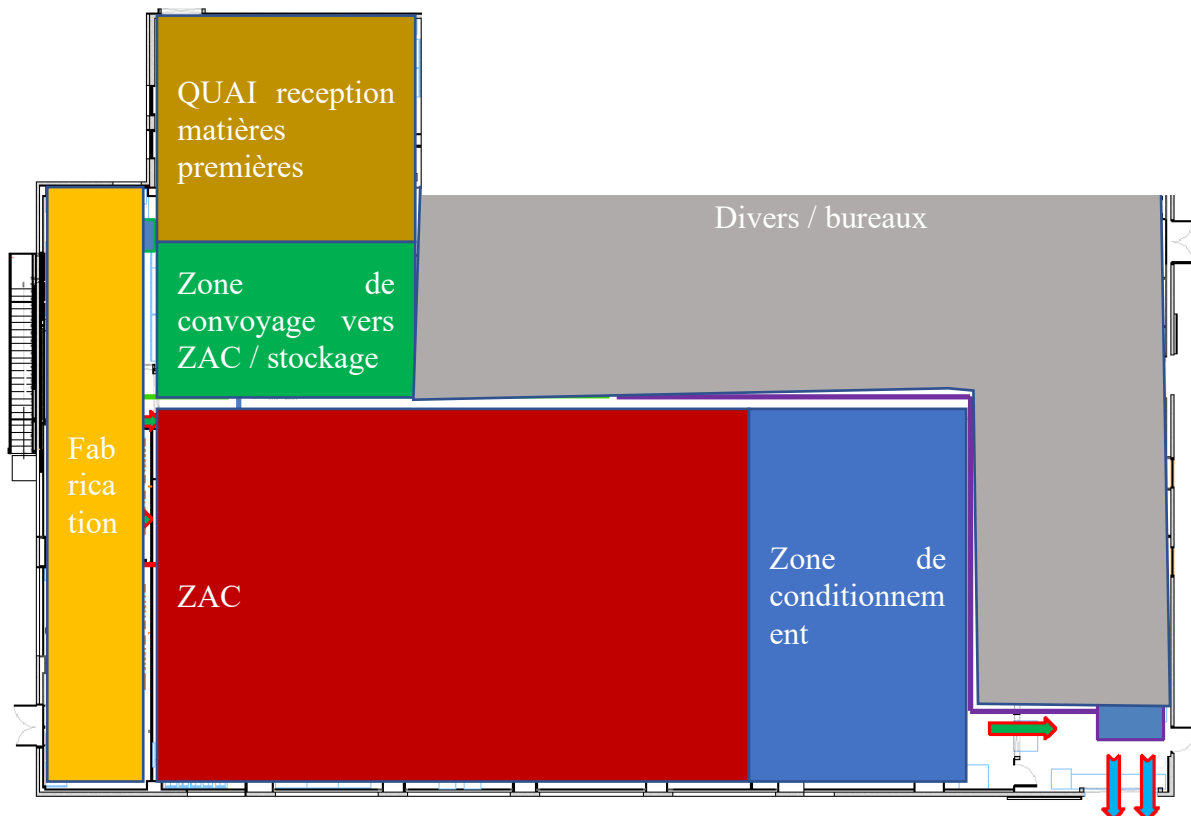 QUAI reception
matières
premières
Divers / bureaux
Zone de
convoyage vers
ZAC / stockage
Fab
rica
tion
ZAC
Zone de
conditionnem
ent